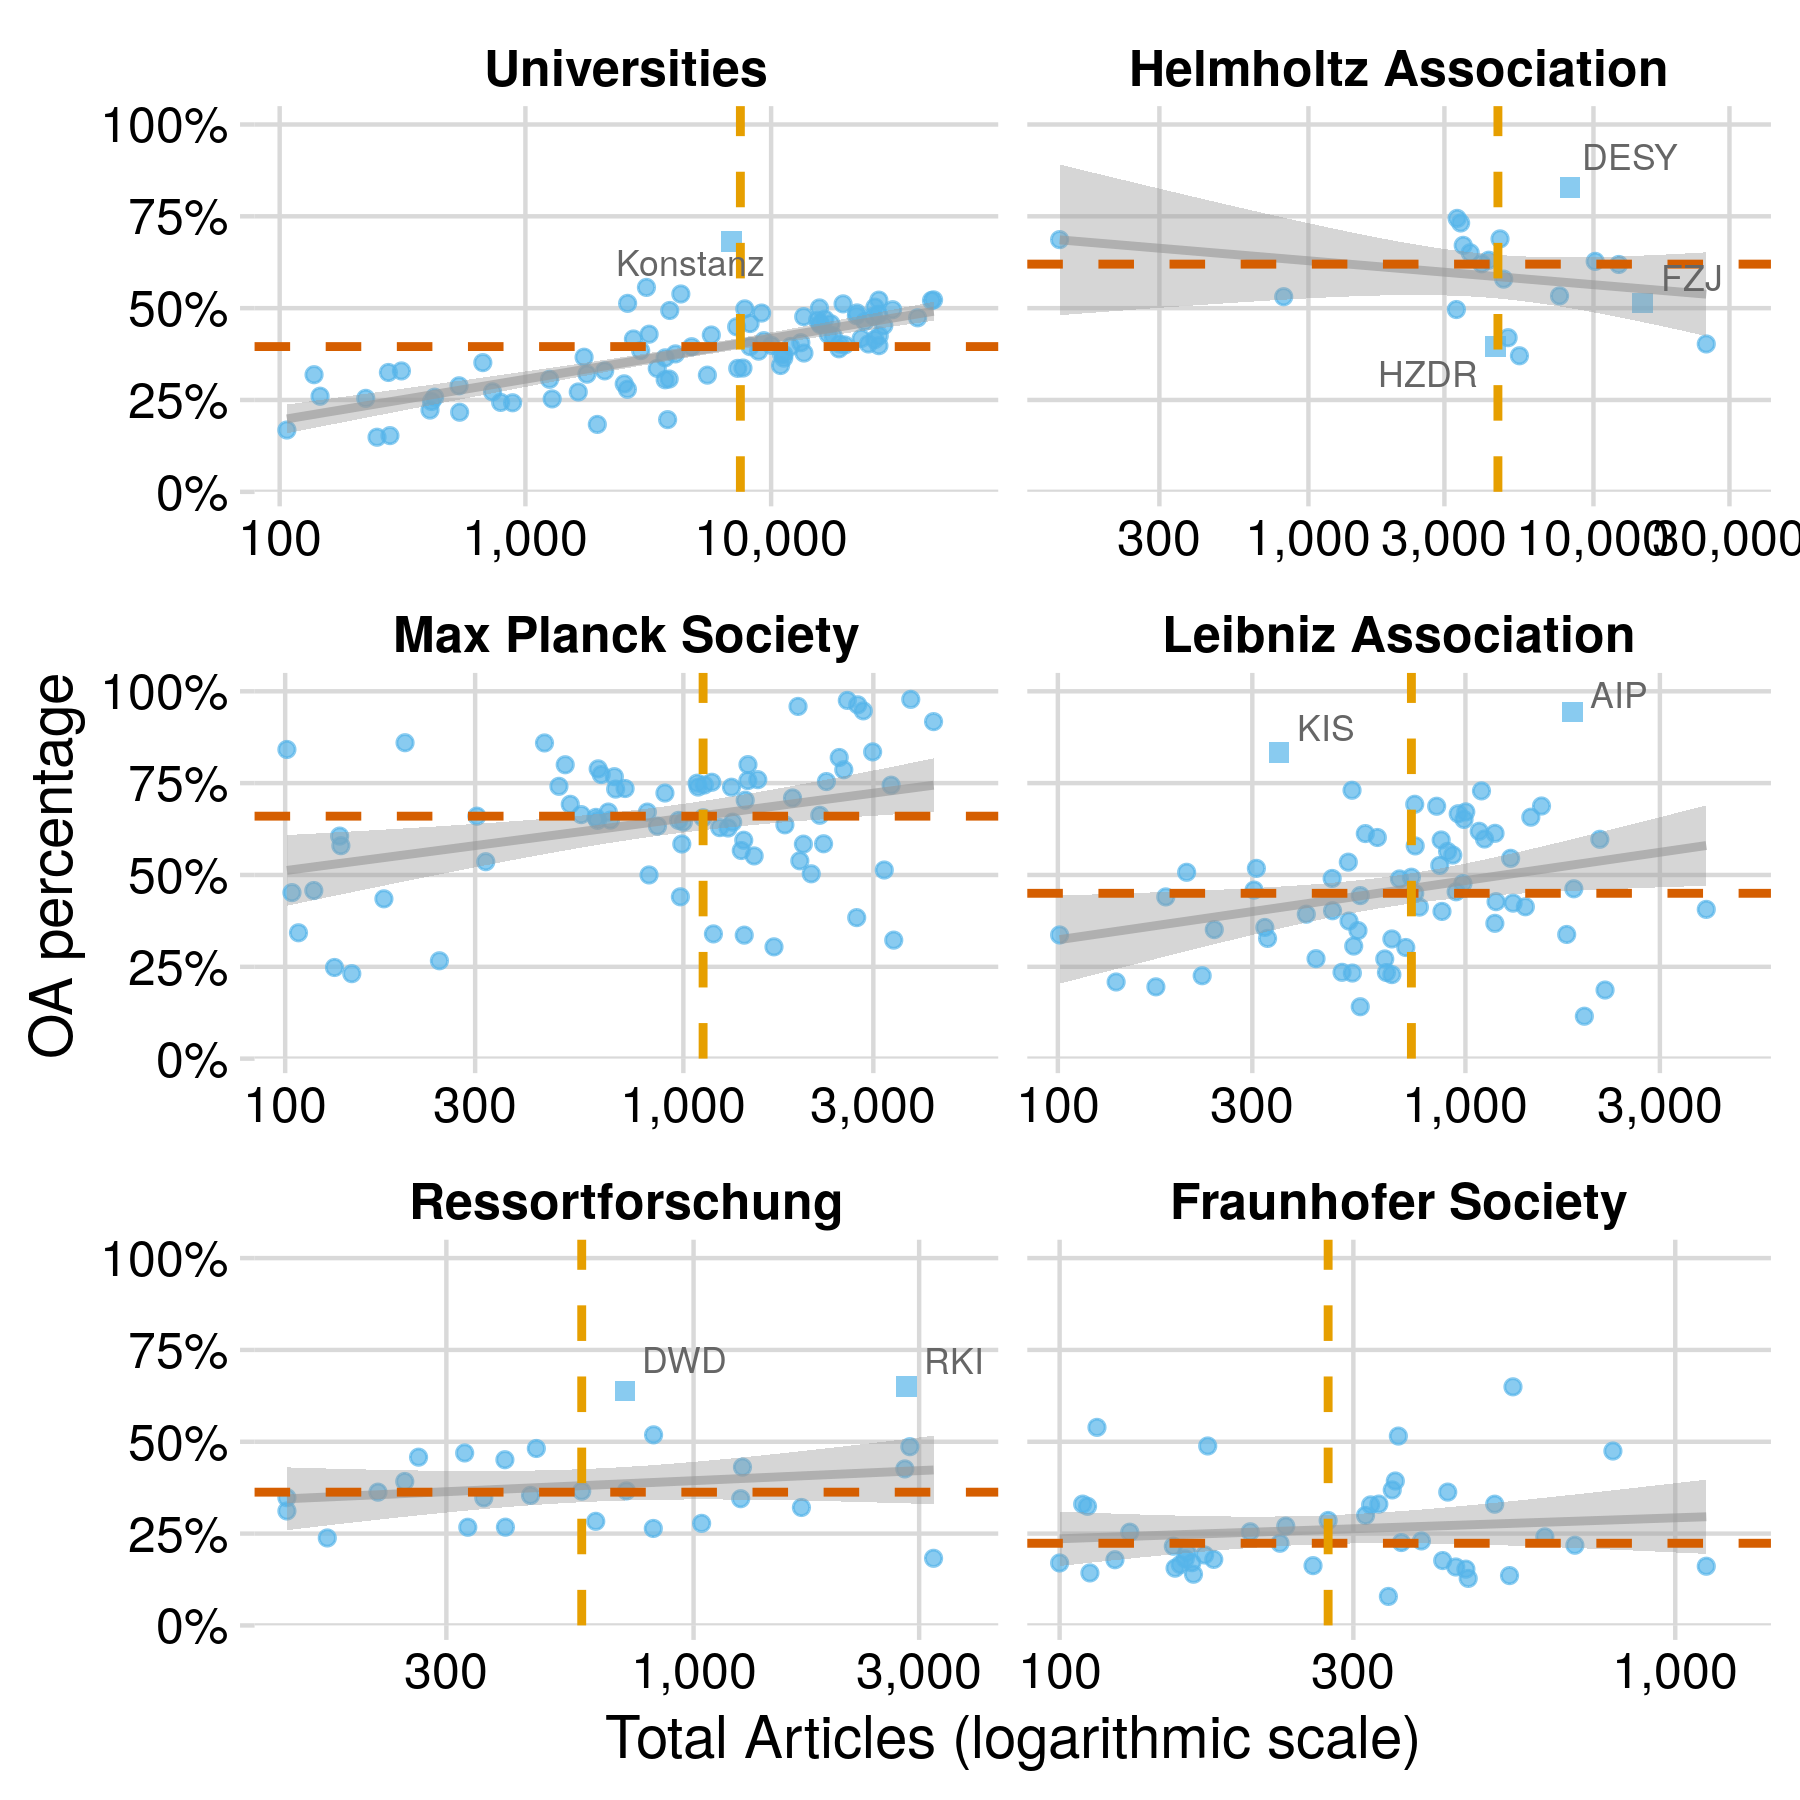 Universities
Helmholtz Association
100%
75%
50%
25%
0%
Konstanz
DESY
FZJ
HZDR
100 1,000 10,000
300 1,000 3,000 10,000 30,000
Max Planck Society
Leibniz Association
OA percentage
100%
75%
50%
25%
0%
KIS
AIP
100 300 1,000 3,000
100 300 1,000 3,000
Ressortforschung
Fraunhofer Society
100%
75%
50%
25%
0%
DWD
RKI
300 1,000 3,000
100 300 1,000
Total Articles (logarithmic scale)